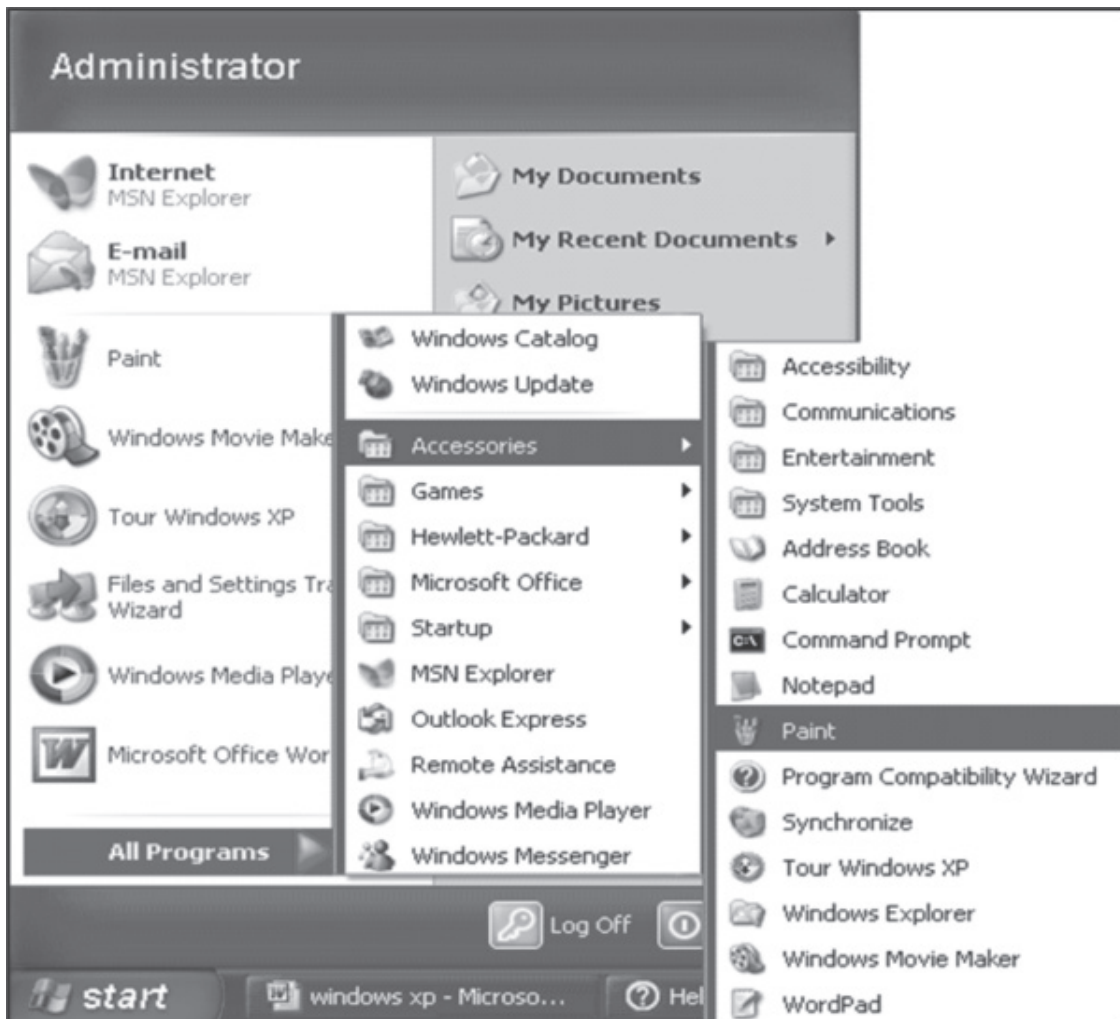 Administrator
Internet
MSN Explorer
E-mail
MSN Explorer
Paint
Windows Movie Make
Tour Windows XP
Files and Settings Tra
Wizard
Windows Media Playe
Microsoft Office Wor
All Programs
My Documents
My Recent Documents
My Pictures
Windows Catalog
Windows Update
Accessories
Games
Hewlett-Packard
Microsoft Office
Startup
MSN Explorer
Outlook Express
Remote Assistance
Windows Media Player
Windows Messenger
Accessibility
Communications
Entertainment
System Tools
Address Book
Calculator
C:\
Command Prompt
Notepad
Paint
Program Compatibility Wizard
Synchronize
Tour Windows XP
Windows Explorer
Windows Movie Maker
WordPad
Log Off
start
windows xp - Microso...
Hel